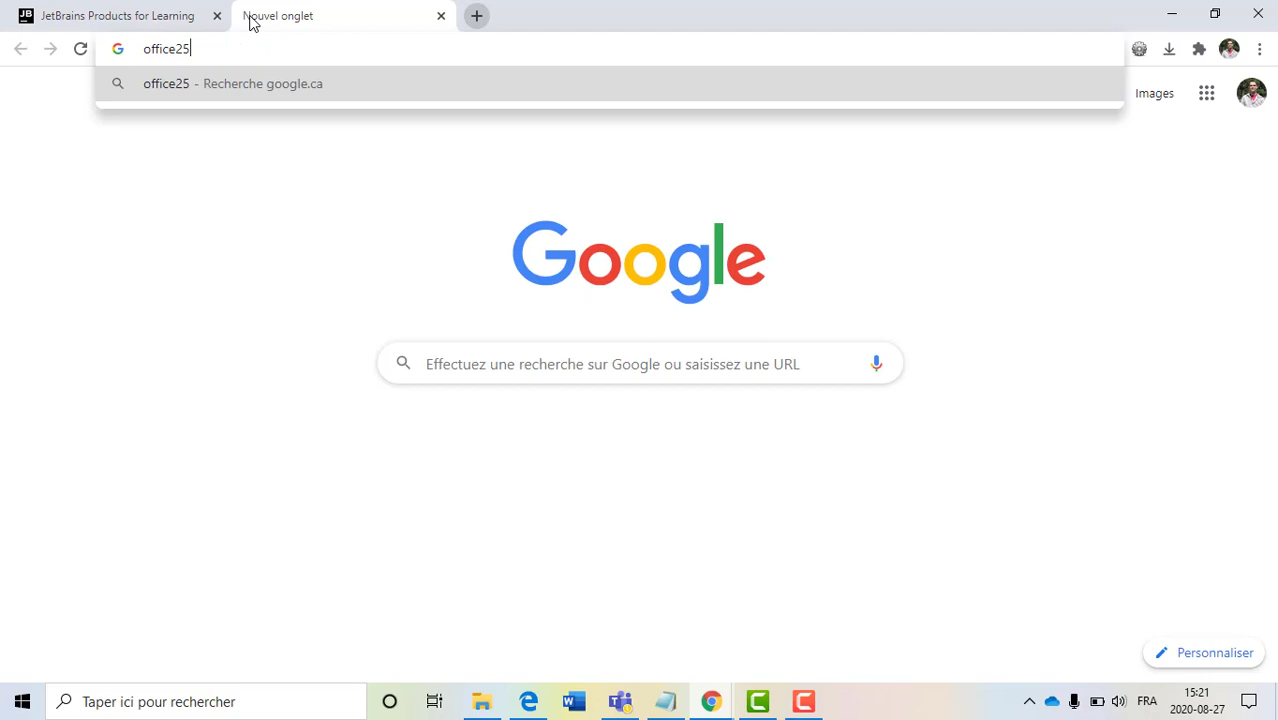 JB JetBrains Products for Learning
Nouvel onglet
office25
office25 - Recherche google.ca
Images
Google
Effectuez une recherche sur Google ou saisissez une URL
Personnaliser
Taper ici pour rechercher
FRA
15:21
2020-08-27